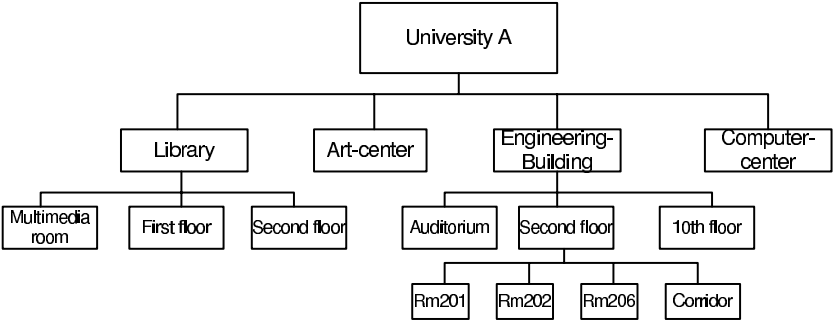 University A
Library
Art-center
Engineering-
Building
Computer-
center
Multimedia
room
First floor
Second floor
Auditorium
Second floor
10th floor
Rm201
Rm202
Rm206
Corridor